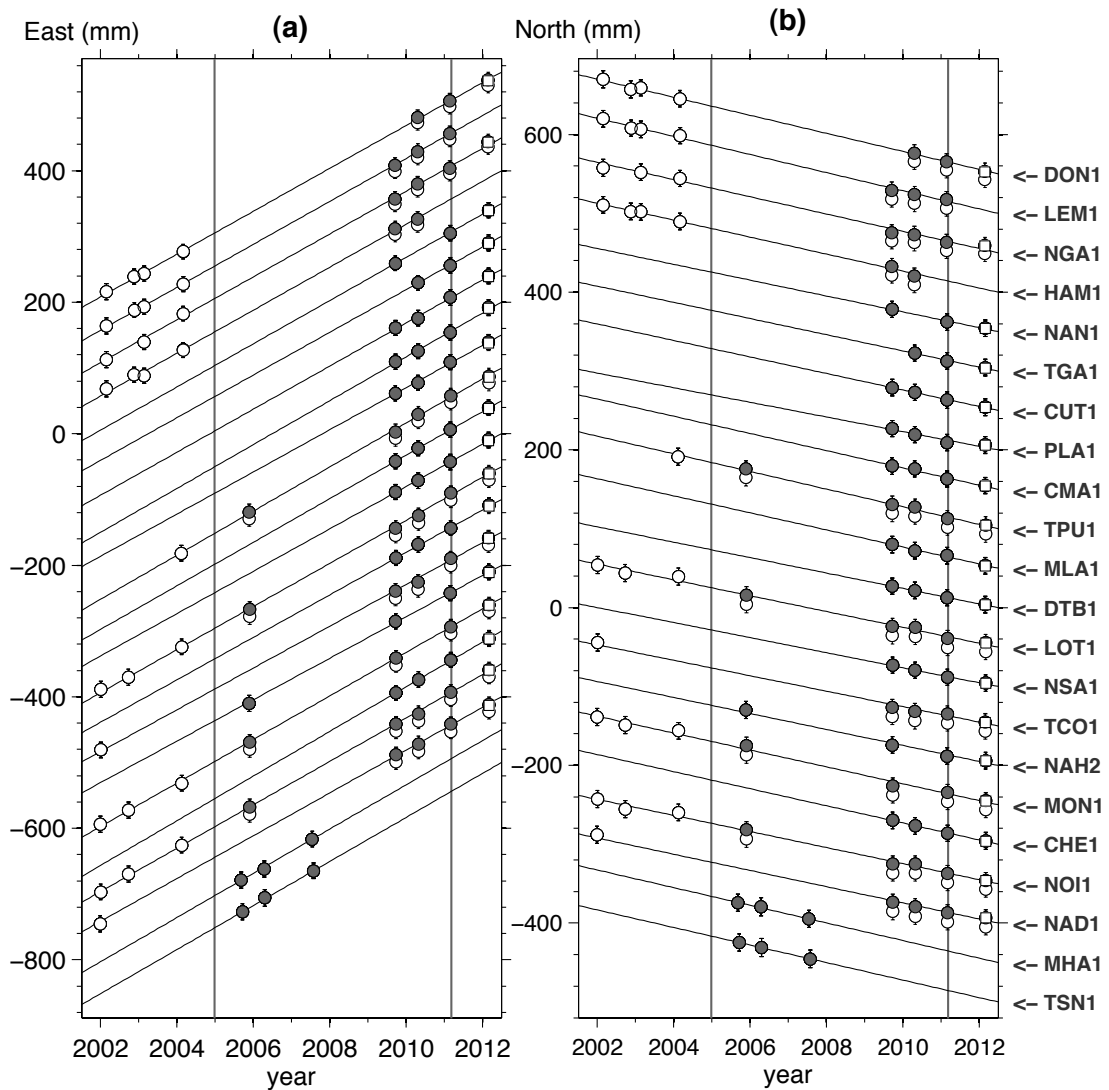 East (mm)
(a)
North (mm)
(b)
400
200
0
−200
−400
−600
−800
2002 2004 2006 2008 2010 2012
year
600
400
200
0
−200
−400
2002 2004 2006 2008 2010 2012
year
<− DON1
<− LEM1
<− NGA1
<− HAM1
<− NAN1
<− TGA1
<− CUT1
<− PLA1
<− CMA1
<− TPU1
<− MLA1
<− DTB1
<− LOT1
<− NSA1
<− TCO1
<− NAH2
<− MON1
<− CHE1
<− NOI1
<− NAD1
<− MHA1
<− TSN1